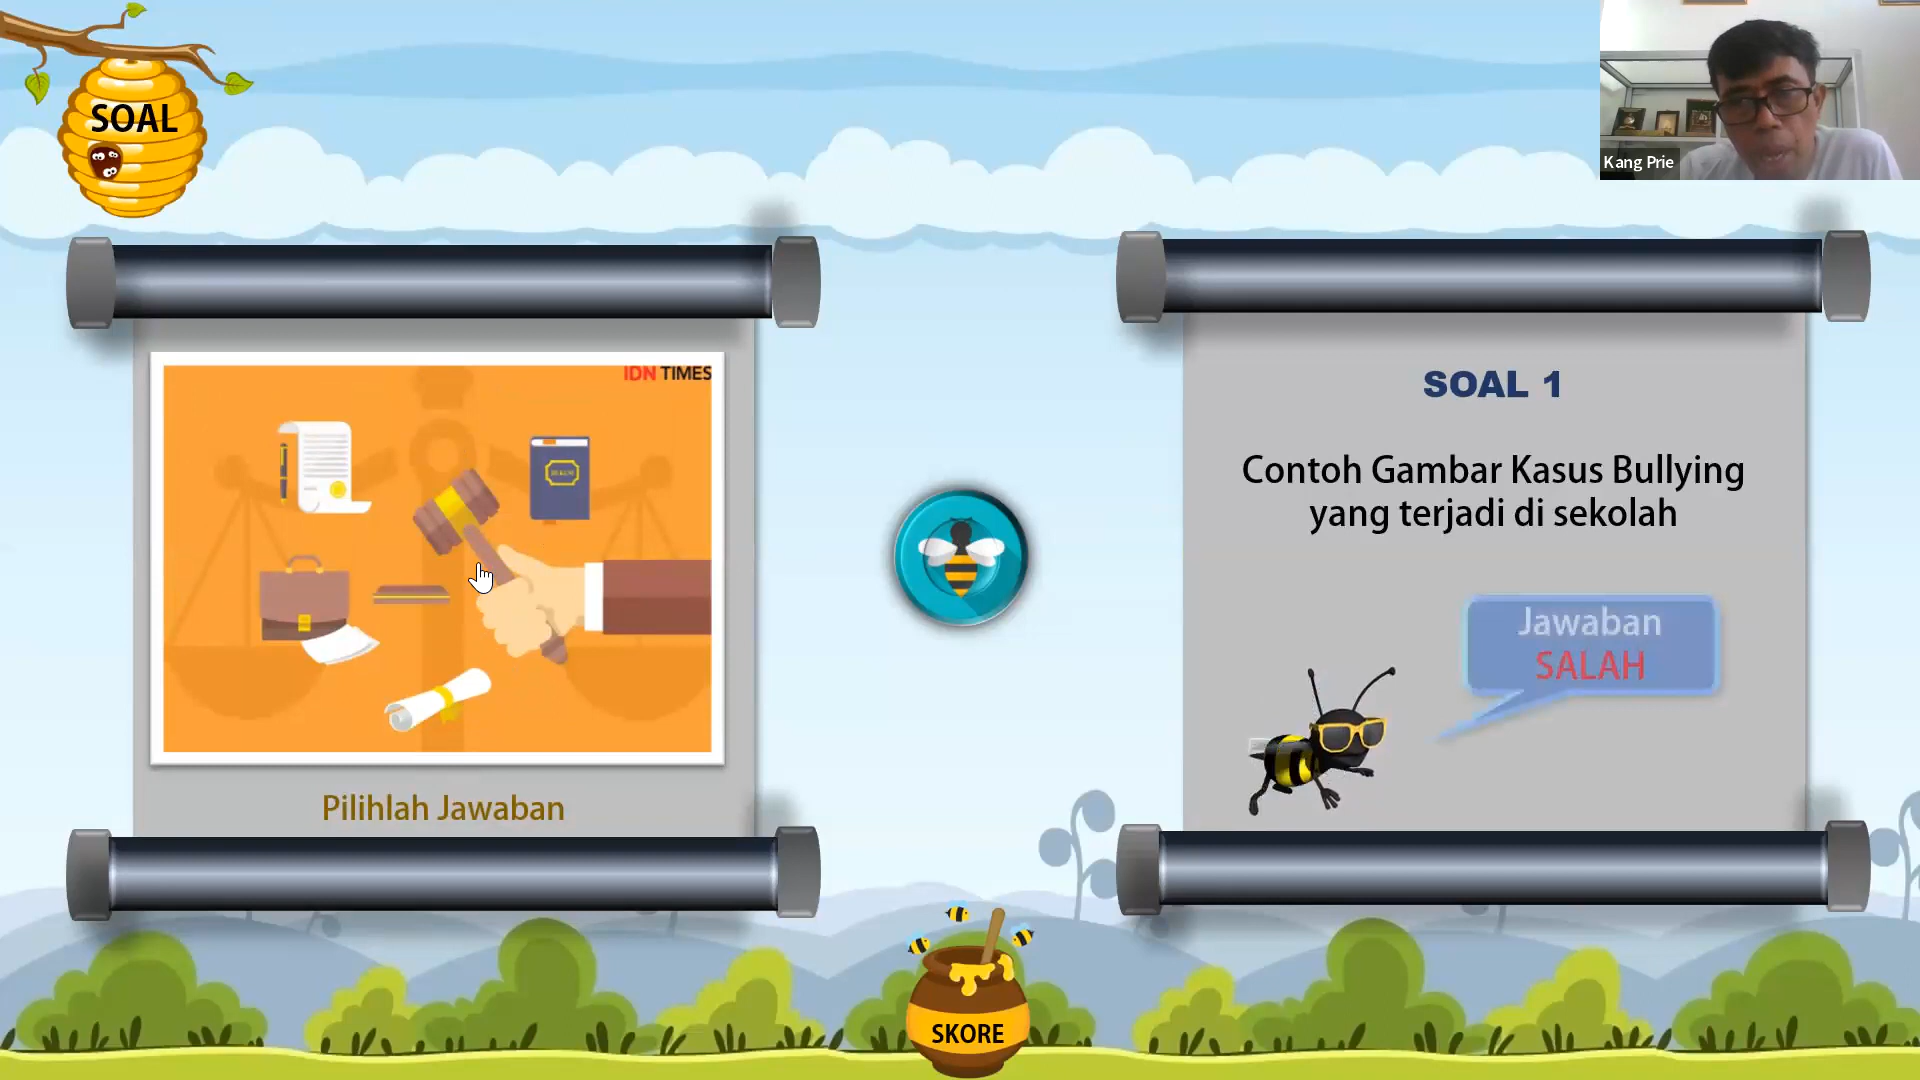 SOAL
Kang Prie
IDN TIMES
Pilihlah Jawaban
SOAL 1
Contoh Gambar Kasus Bullying
yang terjadi di sekolah
Jawaban
SALAH
SKORE